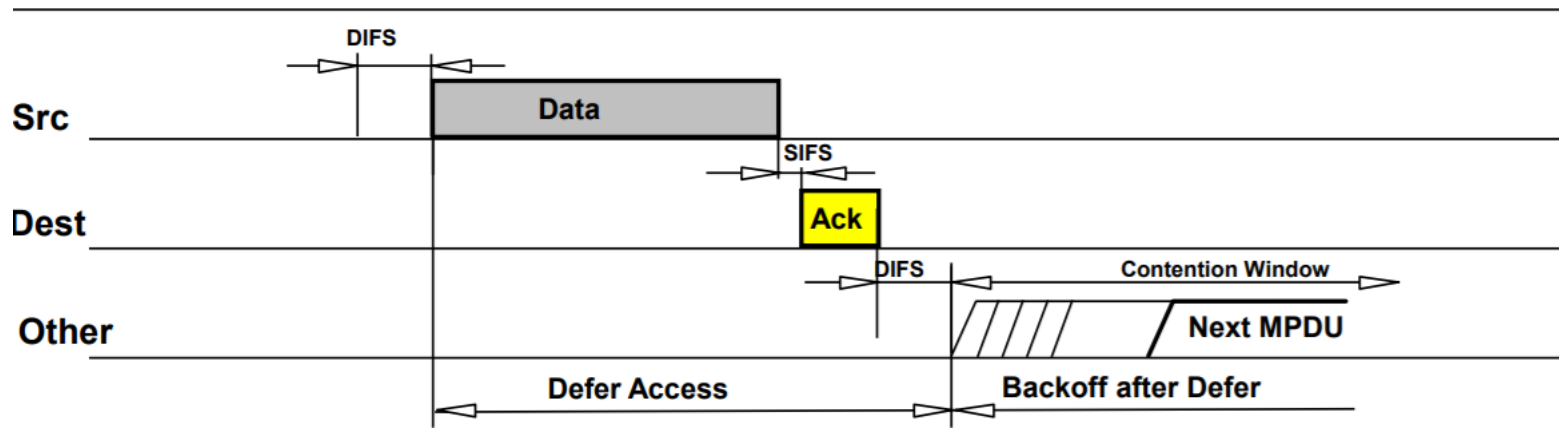 DIFS
Src
Data
SIFS
Dest
Ack
DIFS
Contention Window
Other
Next MPDU
Defer Access
Backoff after Defer